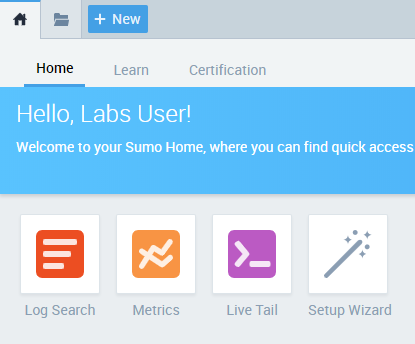 + New
Home Learn Certification
Hello, Labs User!
Welcome to your Sumo Home, where you can find quick access
Log Search Metrics Live Tail Setup Wizard